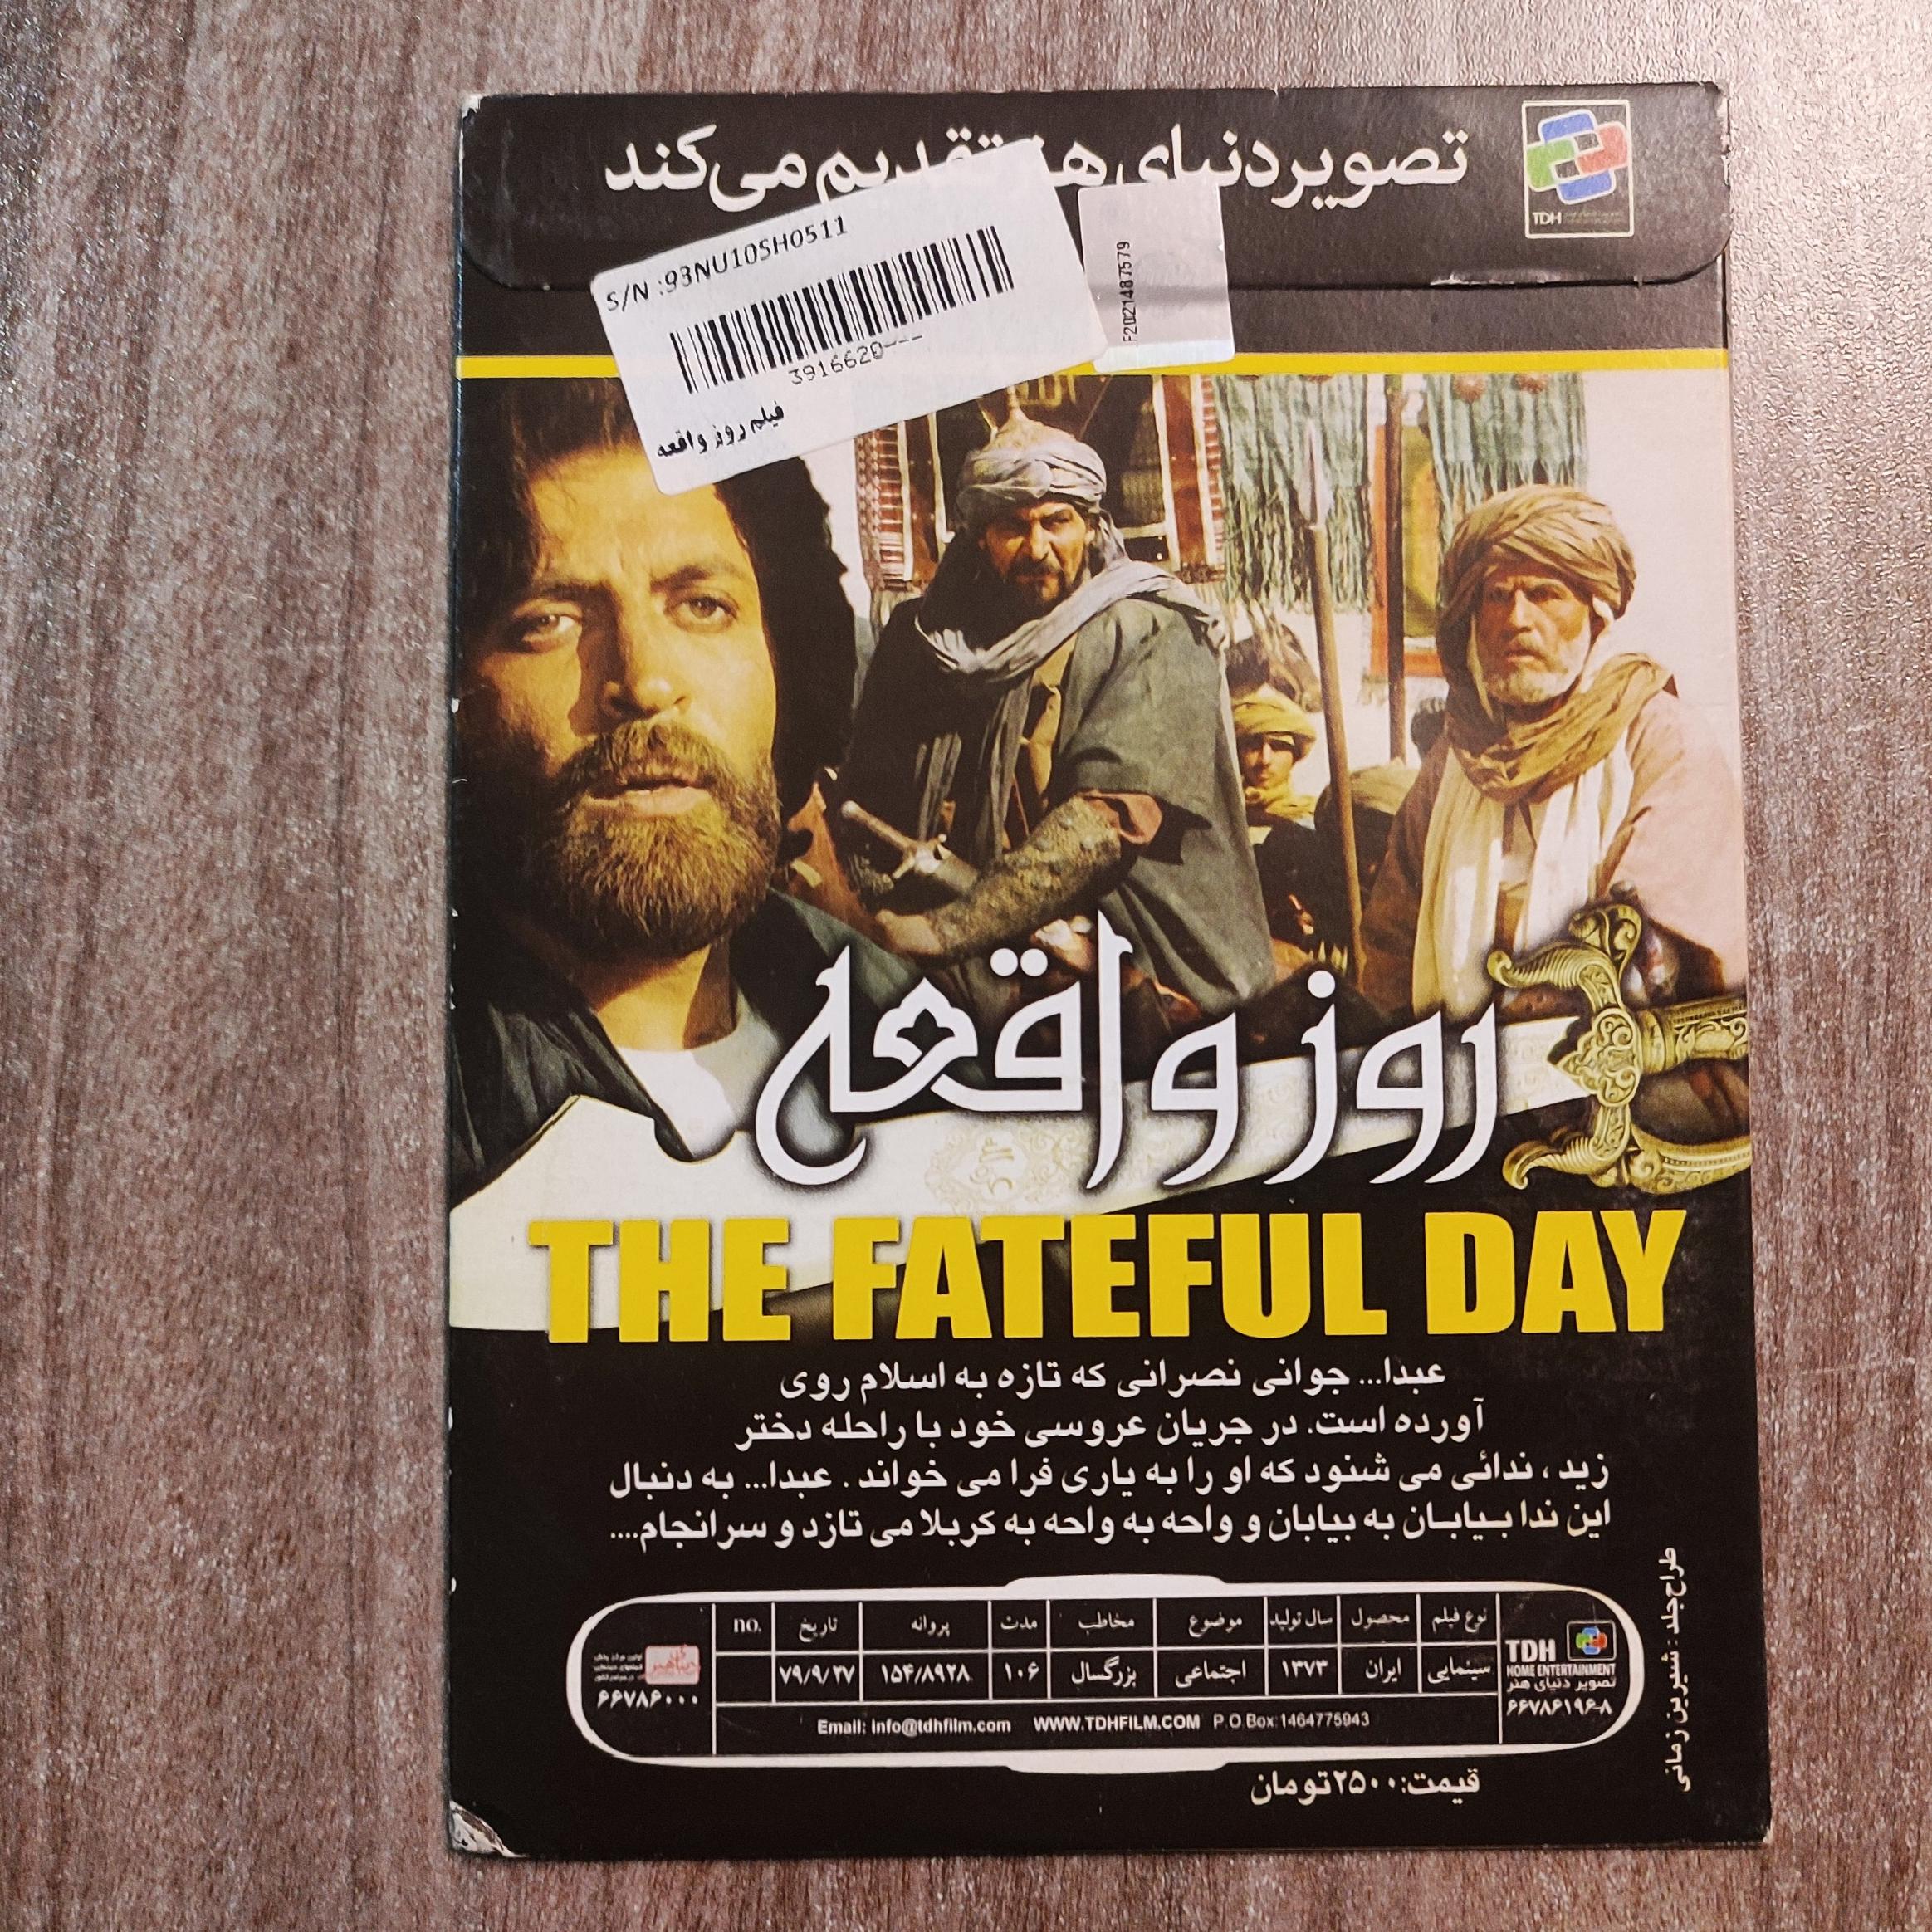 تصویر دنیای هنر تقدیم می‌کند
TDH
S/N :93NU105H0511
3916620---
فیلم روز واقعه
F2021487579
روز واقعه
THE FATEFUL DAY
عبدا... جوانی نصرانی که تازه به اسلام روی
آورده است. در جریان عروسی خود با راحله دختر
زید، ندائی می شنود که او را به یاری فرا می خواند. عبدا... به دنبال
این ندا بیابان به بیابان و واحه به واحه به کربلا می تازد و سرانجام....
نوع فیلم محصول سال تولید موضوع مخاطب مدت پروانه تاریخ no.
سینمایی ایران ۱۳۷۳ اجتماعی بزرگسال ۱۰۶ ۱۵۴/۸۹۲۸ ۷۹/۹/۲۷
TDH
HOME ENTERTAINMENT
تصویر دنیای هنر
۶۶۷۸۶۱۹۶-۸
۶۶۷۸۶۰۰۰
Email: info@tdhfilm.com WWW.TDHFILM.COM P.O.Box:1464775943
قیمت:۲۵۰۰تومان
طراح جلد : شیرین زمانی